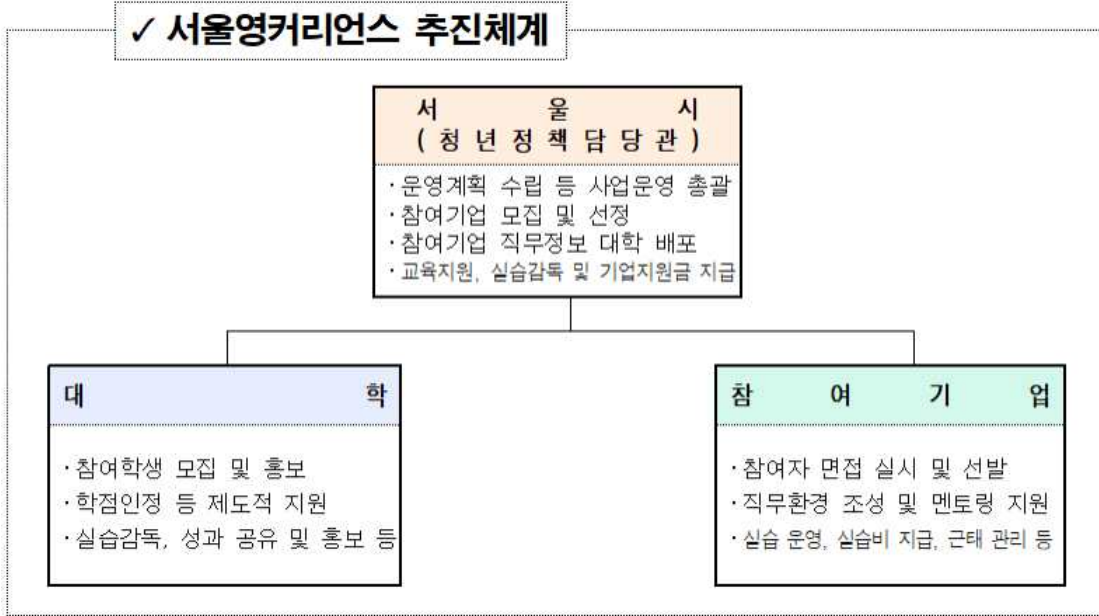 ✓ 서울영커리언스 추진체계
서 울 시
( 청 년 정 책 담 당 관 )
· 운영계획 수립 등 사업운영 총괄
· 참여기업 모집 및 선정
· 참여기업 직무정보 대학 배포
· 교육지원, 실습감독 및 기업지원금 지급
대 학
· 참여학생 모집 및 홍보
· 학점인정 등 제도적 지원
· 실습감독, 성과 공유 및 홍보 등
참 여 기 업
· 참여자 면접 실시 및 선발
· 직무환경 조성 및 멘토링 지원
· 실습 운영, 실습비 지급, 근태 관리 등